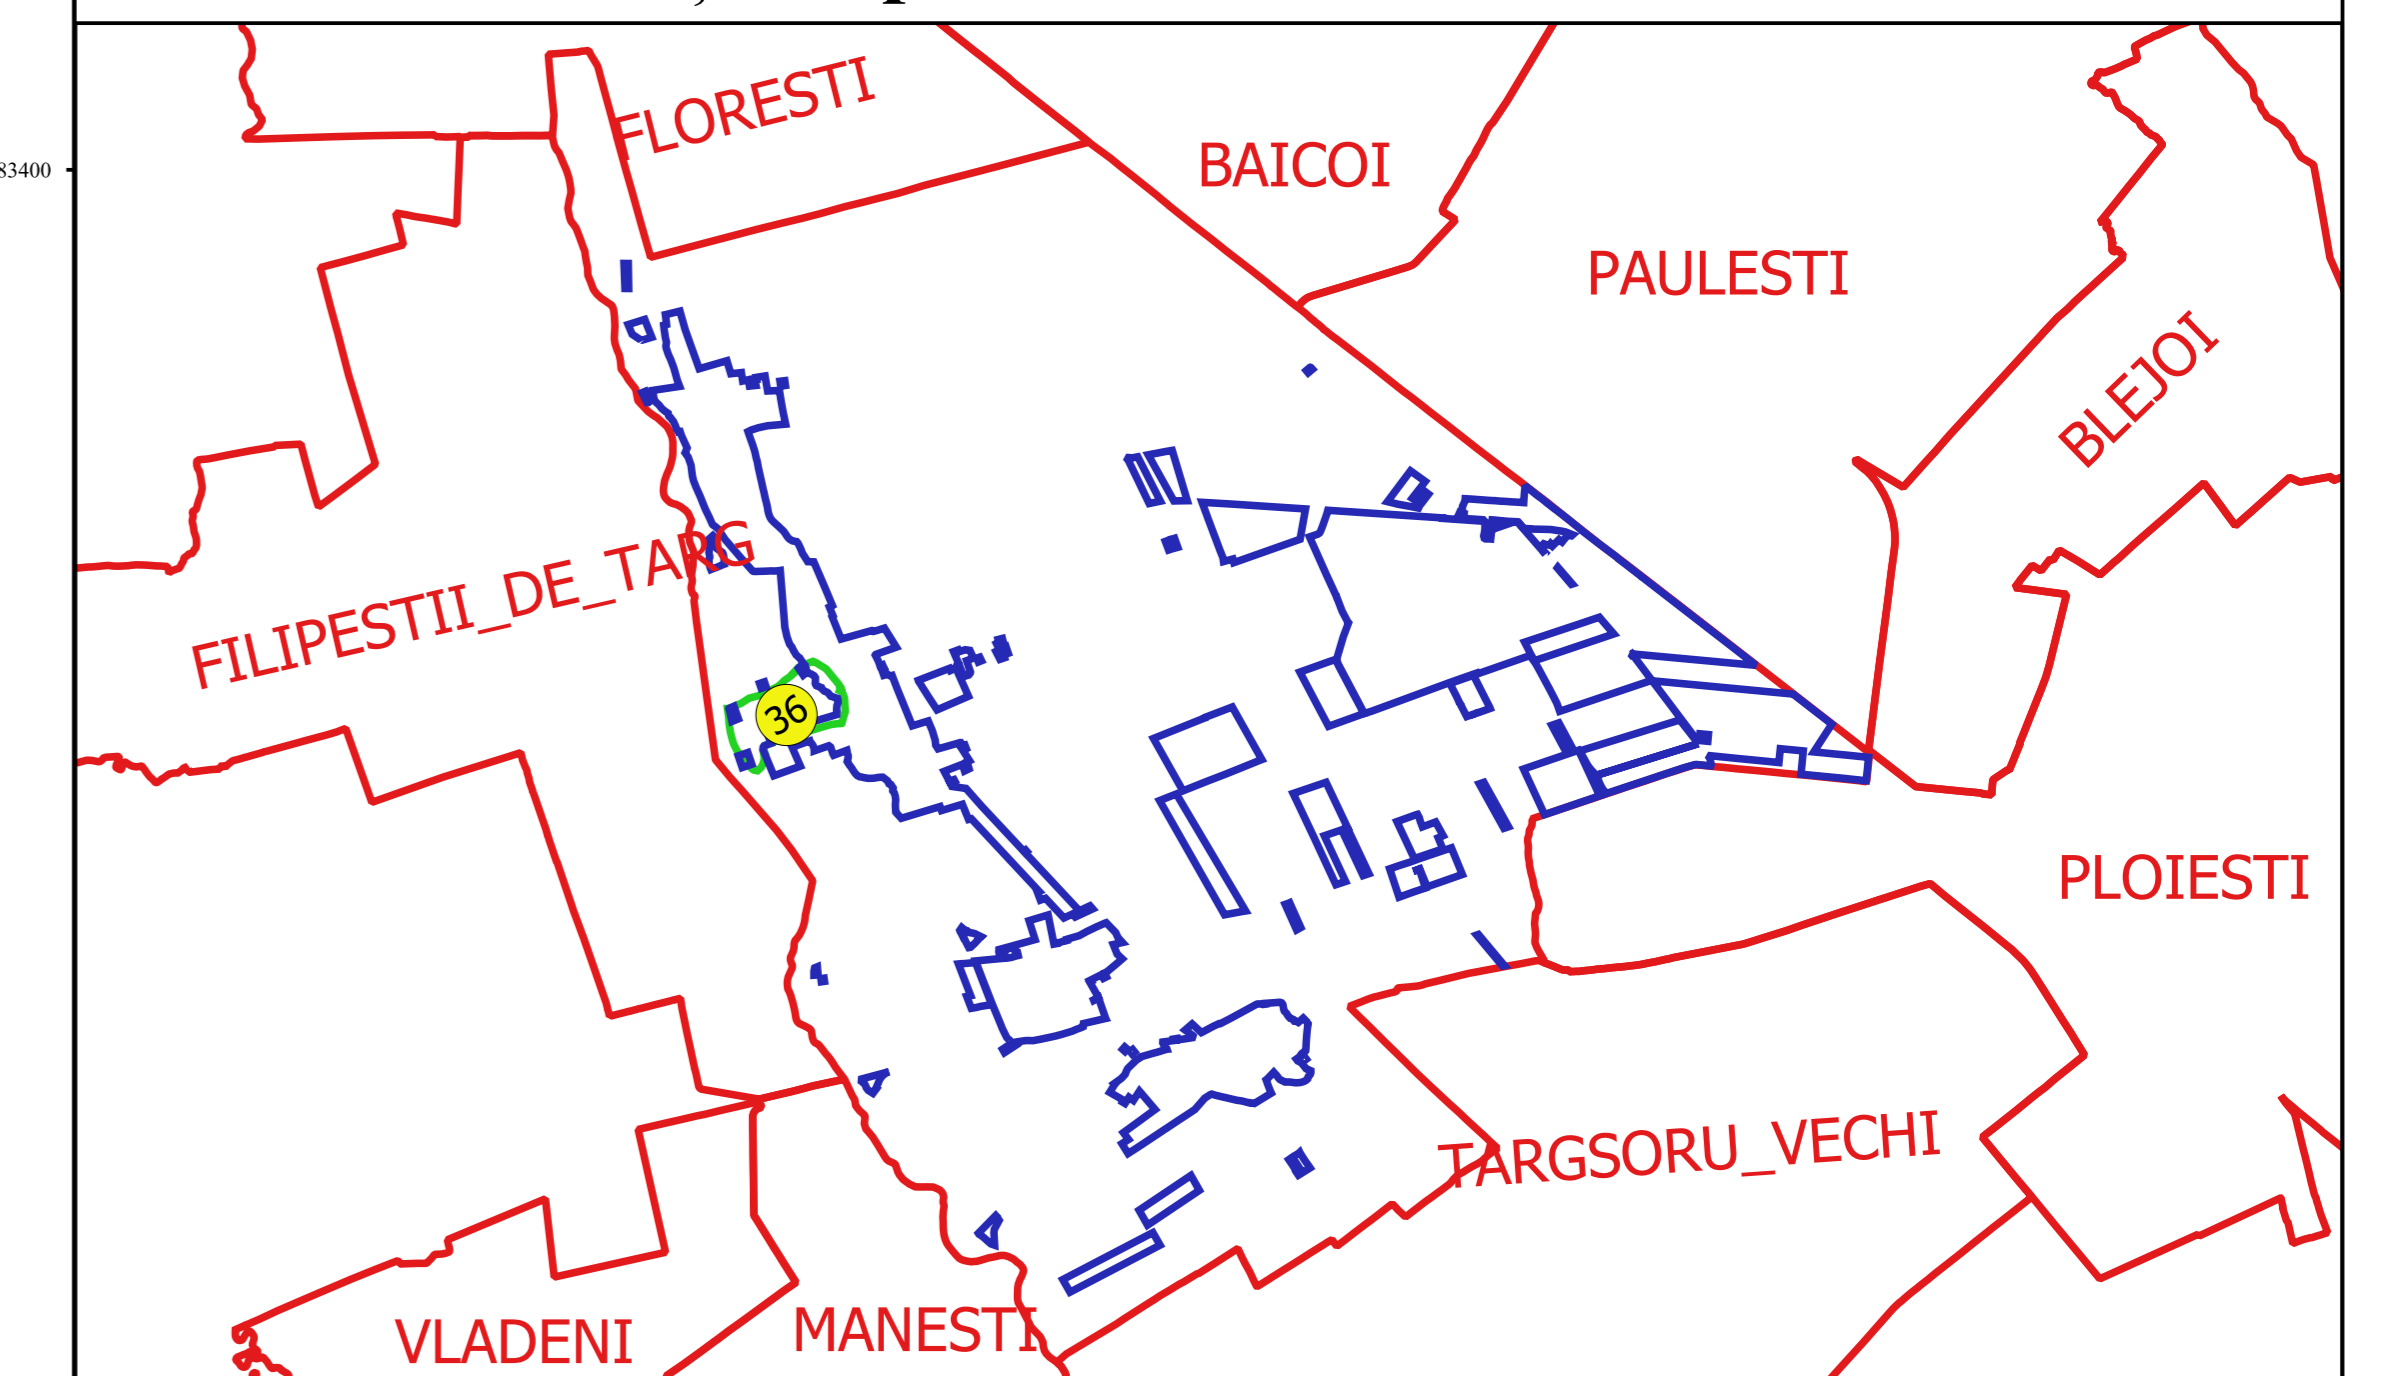 FLORESTI
BAICOI
83400
PAULESTI
BLEJOI
FILIPESTII_DE_TARG
36
PLOIESTI
TARGSORU_VECHI
MANESTI
VLADENI